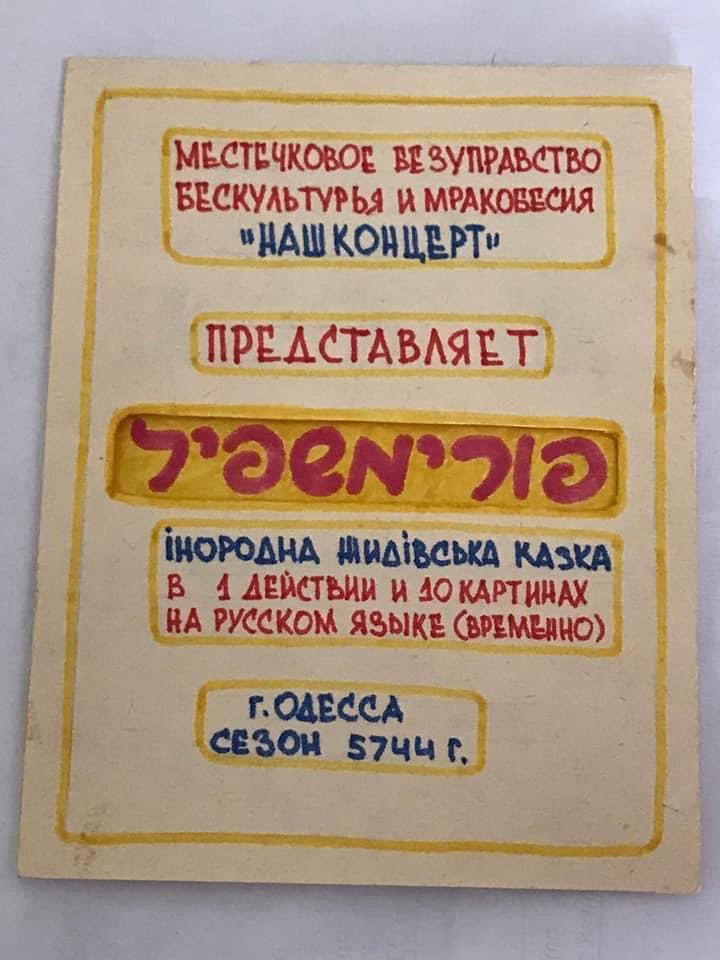 МЕСТЕЧКОВОЕ БЕЗУПРАВСТВО
БЕСКУЛЬТУРЬЯ И МРАКОБЕСИЯ
"НАШ КОНЦЕРТ"
ПРЕДСТАВЛЯЕТ
פורימשפיל
ІНОРОДНА ЖИДІВСЬКА КАЗКА
В 1 ДЕЙСТВИИ И 10 КАРТИНАХ
НА РУССКОМ ЯЗЫКЕ (ВРЕМЕННО)
Г. ОДЕССА
СЕЗОН 5744 Г.